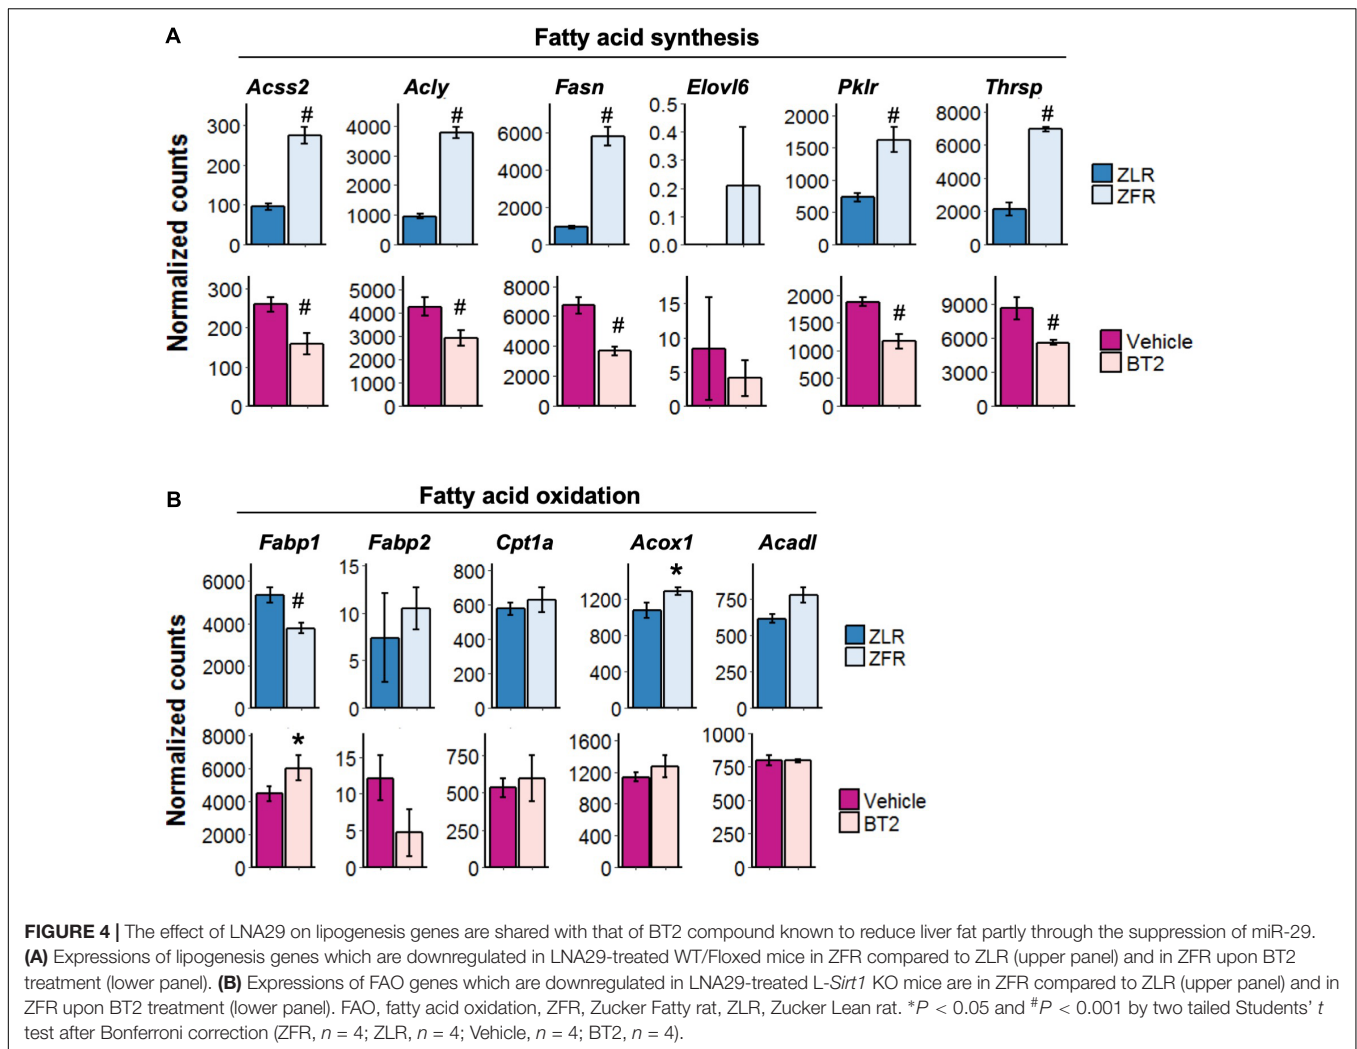 A
Fatty acid synthesis
Acss2 Acly Fasn Elovl6 Pklr Thrsp
Normalized counts
300 200 100 0 #
4000 3000 2000 1000 0 #
6000 4000 2000 0 #
0.5 0.4 0.3 0.2 0.1 0.0
2000 1500 1000 500 0 #
8000 6000 4000 2000 0 #
ZLR
ZFR
300 200 100 0 #
5000 4000 3000 2000 1000 0 #
8000 6000 4000 2000 0 #
15 10 5 0
2000 1500 1000 500 0 #
9000 6000 3000 0 #
Vehicle
BT2
B
Fatty acid oxidation
Fabp1 Fabp2 Cpt1a Acox1 Acadl
Normalized counts
6000 4000 2000 0 #
15 10 5 0
800 600 400 200 0
1200 800 400 0 *
750 500 250 0
ZLR
ZFR
8000 6000 4000 2000 0 *
15 10 5 0
750 500 250 0
1600 1200 800 400 0
1000 750 500 250 0
Vehicle
BT2
FIGURE 4 | The effect of LNA29 on lipogenesis genes are shared with that of BT2 compound known to reduce liver fat partly through the suppression of miR-29.
(A) Expressions of lipogenesis genes which are downregulated in LNA29-treated WT/Floxed mice in ZFR compared to ZLR (upper panel) and in ZFR upon BT2
treatment (lower panel). (B) Expressions of FAO genes which are downregulated in LNA29-treated L-Sirt1 KO mice are in ZFR compared to ZLR (upper panel) and in
ZFR upon BT2 treatment (lower panel). FAO, fatty acid oxidation, ZFR, Zucker Fatty rat, ZLR, Zucker Lean rat. *P < 0.05 and #P < 0.001 by two tailed Students' t
test after Bonferroni correction (ZFR, n = 4; ZLR, n = 4; Vehicle, n = 4; BT2, n = 4).